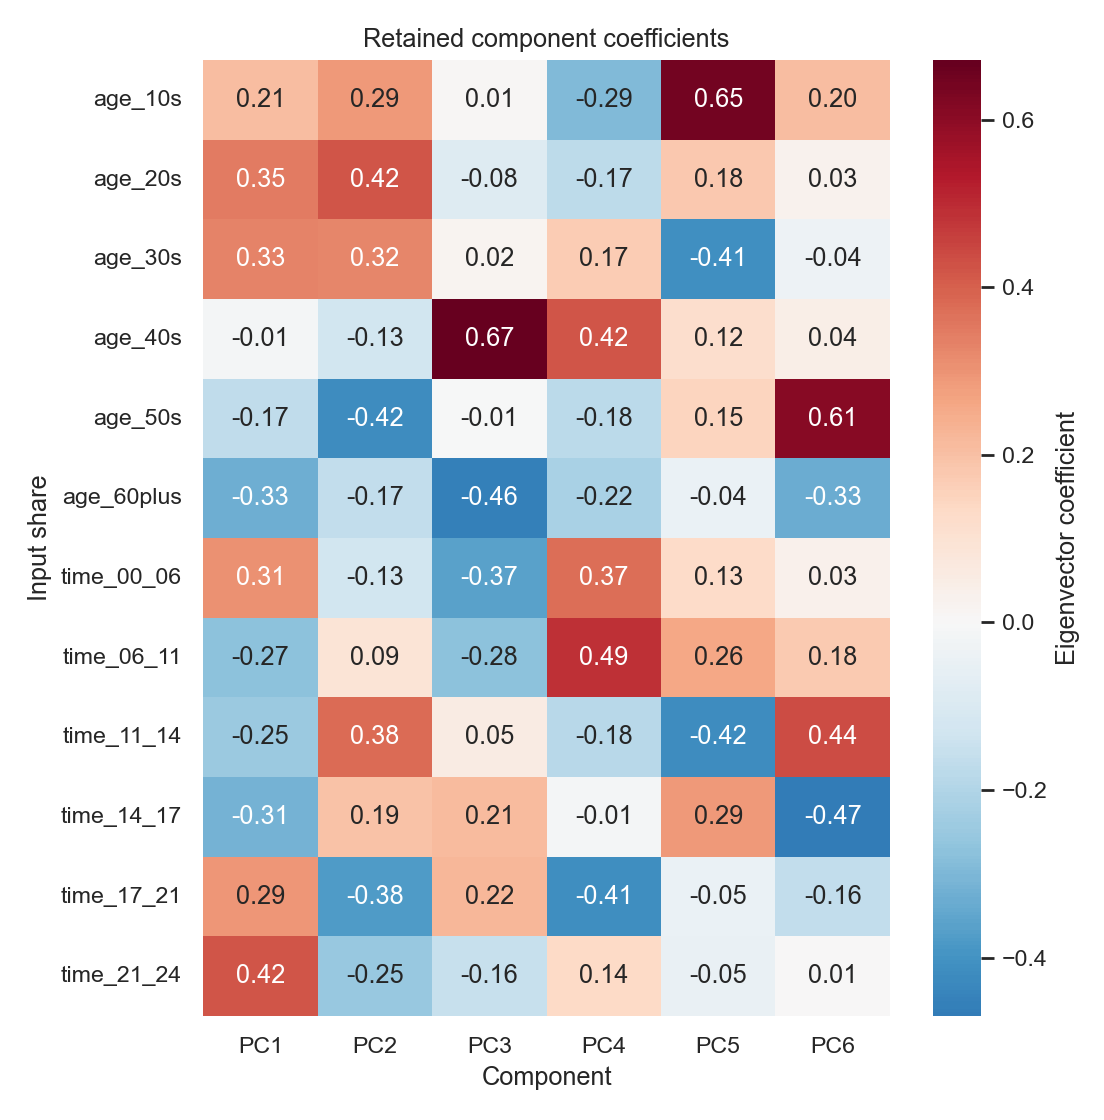 Retained component coefficients
age_10s 0.21 0.29 0.01 -0.29 0.65 0.20
age_20s 0.35 0.42 -0.08 -0.17 0.18 0.03
age_30s 0.33 0.32 0.02 0.17 -0.41 -0.04
age_40s -0.01 -0.13 0.67 0.42 0.12 0.04
age_50s -0.17 -0.42 -0.01 -0.18 0.15 0.61
age_60plus -0.33 -0.17 -0.46 -0.22 -0.04 -0.33
time_00_06 0.31 -0.13 -0.37 0.37 0.13 0.03
time_06_11 -0.27 0.09 -0.28 0.49 0.26 0.18
time_11_14 -0.25 0.38 0.05 -0.18 -0.42 0.44
time_14_17 -0.31 0.19 0.21 -0.01 0.29 -0.47
time_17_21 0.29 -0.38 0.22 -0.41 -0.05 -0.16
time_21_24 0.42 -0.25 -0.16 0.14 -0.05 0.01
PC1 PC2 PC3 PC4 PC5 PC6
Component
Input share
0.6
0.4
0.2
0.0
−0.2
−0.4
Eigenvector coefficient